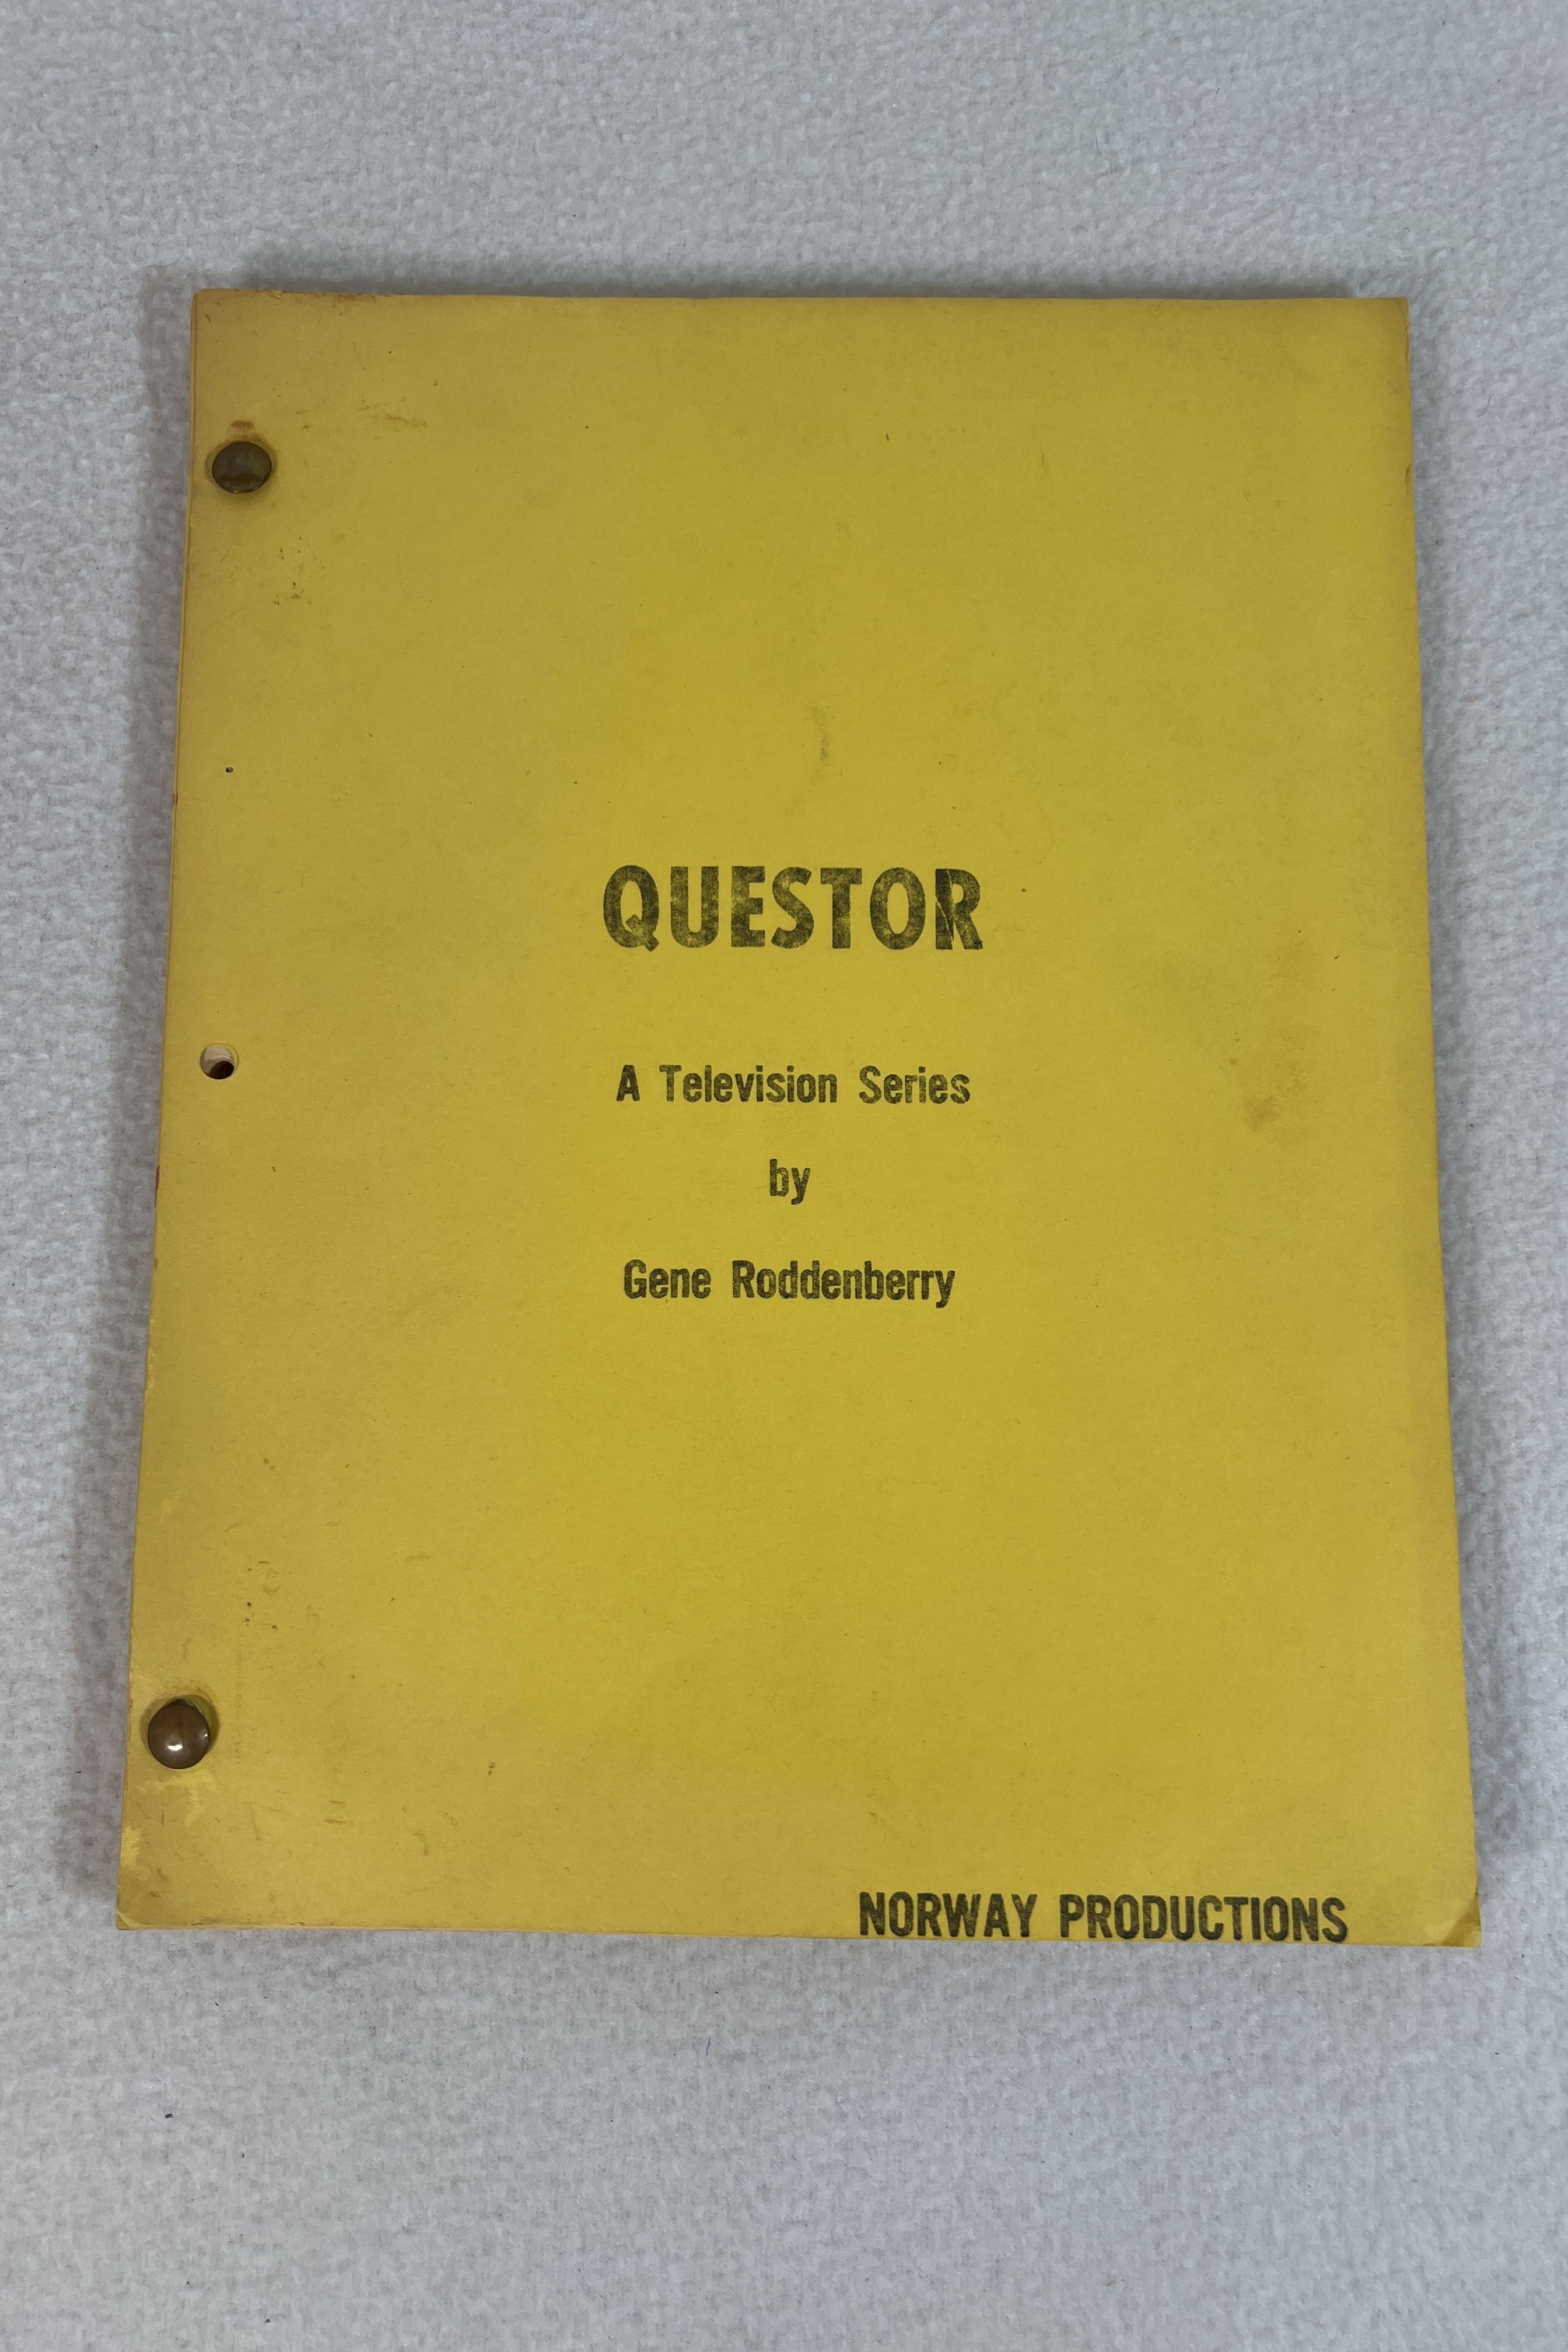 QUESTOR
A Television Series
by
Gene Roddenberry
NORWAY PRODUCTIONS